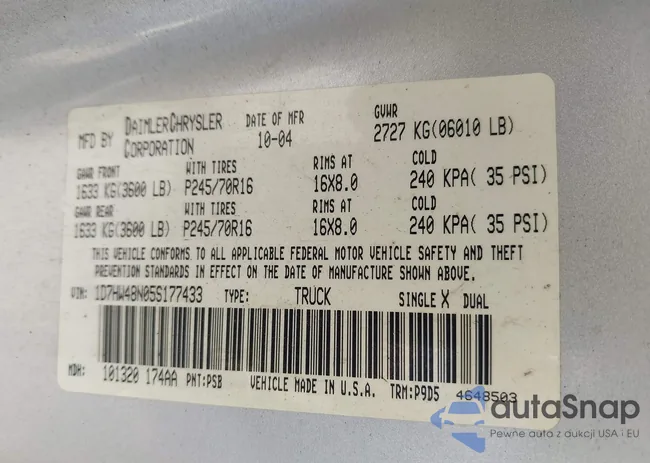 MFD BY DAIMLERCHRYSLER CORPORATION DATE OF MFR 10-04 GVWR 2727 KG(06010 LB)
GAWR FRONT WITH TIRES RIMS AT COLD
1633 KG(3600 LB) P245/70R16 16X8.0 240 KPA( 35 PSI)
GAWR REAR WITH TIRES RIMS AT COLD
1633 KG(3600 LB) P245/70R16 16X8.0 240 KPA( 35 PSI)
THIS VEHICLE CONFORMS TO ALL APPLICABLE FEDERAL MOTOR VEHICLE SAFETY AND THEFT
PREVENTION STANDARDS IN EFFECT ON THE DATE OF MANUFACTURE SHOWN ABOVE.
VIN: 1D7HW48N05S177433 TYPE: TRUCK SINGLE X DUAL
MDH: 101320 174AA PNT:PSB VEHICLE MADE IN U.S.A. TRM:P9D5 4648503
autaSnap
Pewne auta z aukcji USA i EU